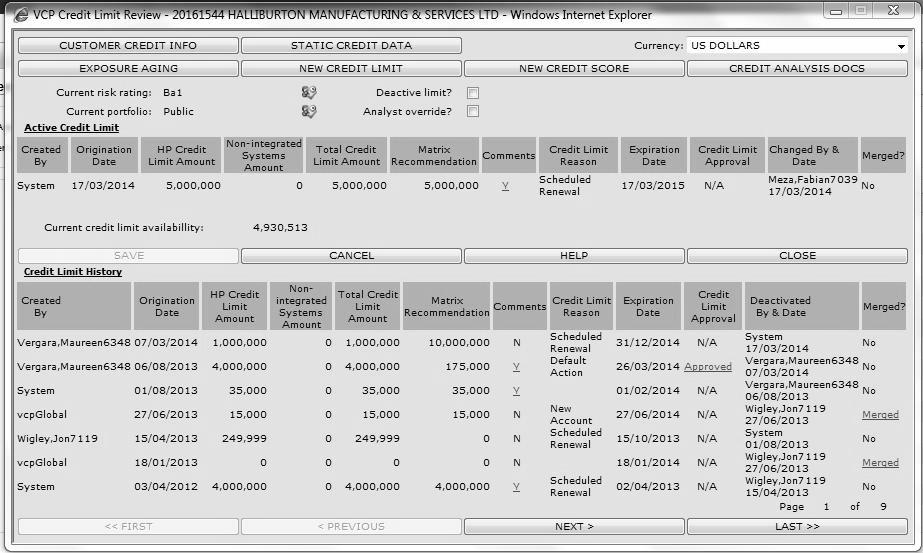 VCP Credit Limit Review - 20161544 HALLIBURTON MANUFACTURING & SERVICES LTD - Windows Internet Explorer
CUSTOMER CREDIT INFO STATIC CREDIT DATA Currency: US DOLLARS
EXPOSURE AGING NEW CREDIT LIMIT NEW CREDIT SCORE CREDIT ANALYSIS DOCS
Current risk rating: Ba1 Deactive limit?
Current portfolio: Public Analyst override?
Active Credit Limit
Created By Origination Date HP Credit Limit Amount Non-integrated Systems Amount Total Credit Limit Amount Matrix Recommendation Comments Credit Limit Reason Expiration Date Credit Limit Approval Changed By & Date Merged?
System 17/03/2014 5,000,000 0 5,000,000 5,000,000 Y Scheduled Renewal 17/03/2015 N/A Meza,Fabian7039 17/03/2014 No
Current credit limit availablility: 4,930,513
SAVE CANCEL HELP CLOSE
Credit Limit History
Created By Origination Date HP Credit Limit Amount Non-integrated Systems Amount Total Credit Limit Amount Matrix Recommendation Comments Credit Limit Reason Expiration Date Credit Limit Approval Deactivated By & Date Merged?
Vergara,Maureen6348 07/03/2014 1,000,000 0 1,000,000 10,000,000 N Scheduled Renewal 31/12/2014 N/A System 17/03/2014 No
Vergara,Maureen6348 06/08/2013 4,000,000 0 4,000,000 175,000 Y Default Action 26/03/2014 Approved Vergara,Maureen6348 07/03/2014 No
System 01/08/2013 35,000 0 35,000 35,000 Y 01/02/2014 N/A Vergara,Maureen6348 06/08/2013 No
vcpGlobal 27/06/2013 15,000 0 15,000 15,000 N New Account 27/06/2014 N/A Wigley,Jon7119 27/06/2013 Merged
Wigley,Jon7119 15/04/2013 249,999 0 249,999 0 N Scheduled Renewal 15/10/2013 N/A System 01/08/2013 No
vcpGlobal 18/01/2013 0 0 0 0 N 18/01/2014 N/A Wigley,Jon7119 27/06/2013 Merged
System 03/04/2012 4,000,000 0 4,000,000 4,000,000 Y Scheduled Renewal 02/04/2013 N/A Wigley,Jon7119 15/04/2013 No
Page 1 of 9
<< FIRST < PREVIOUS NEXT > LAST >>